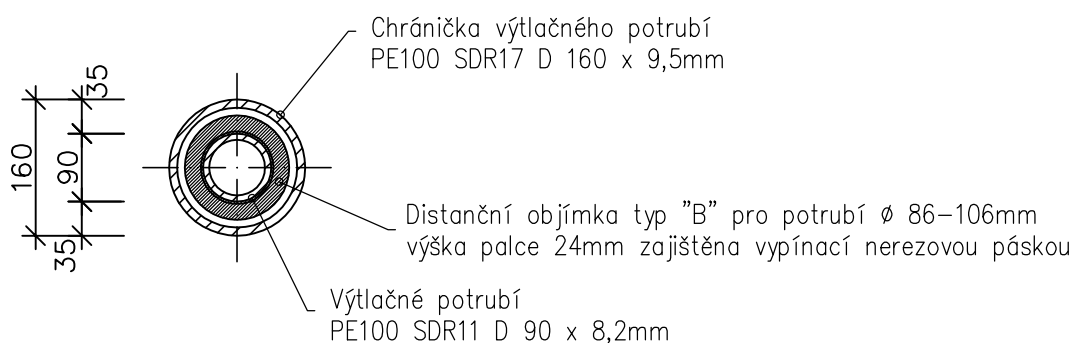 Chránička výtlačného potrubí
PE100 SDR17 D 160 x 9,5mm
35
160
90
35
Distanční objímka typ "B" pro potrubí ø 86-106mm
výška palce 24mm zajištěna vypínací nerezovou páskou
Výtlačné potrubí
PE100 SDR11 D 90 x 8,2mm